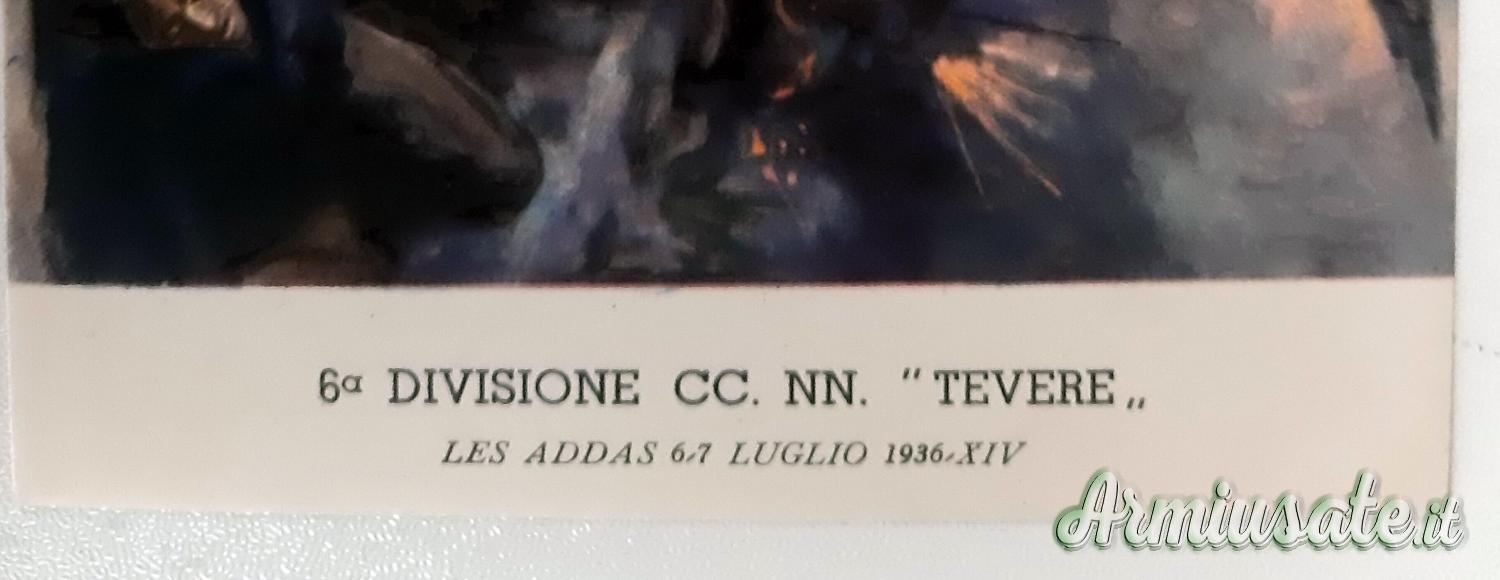 6ª DIVISIONE CC. NN. "TEVERE„
LES ADDAS 6-7 LUGLIO 1936-XIV
Armiusate.it